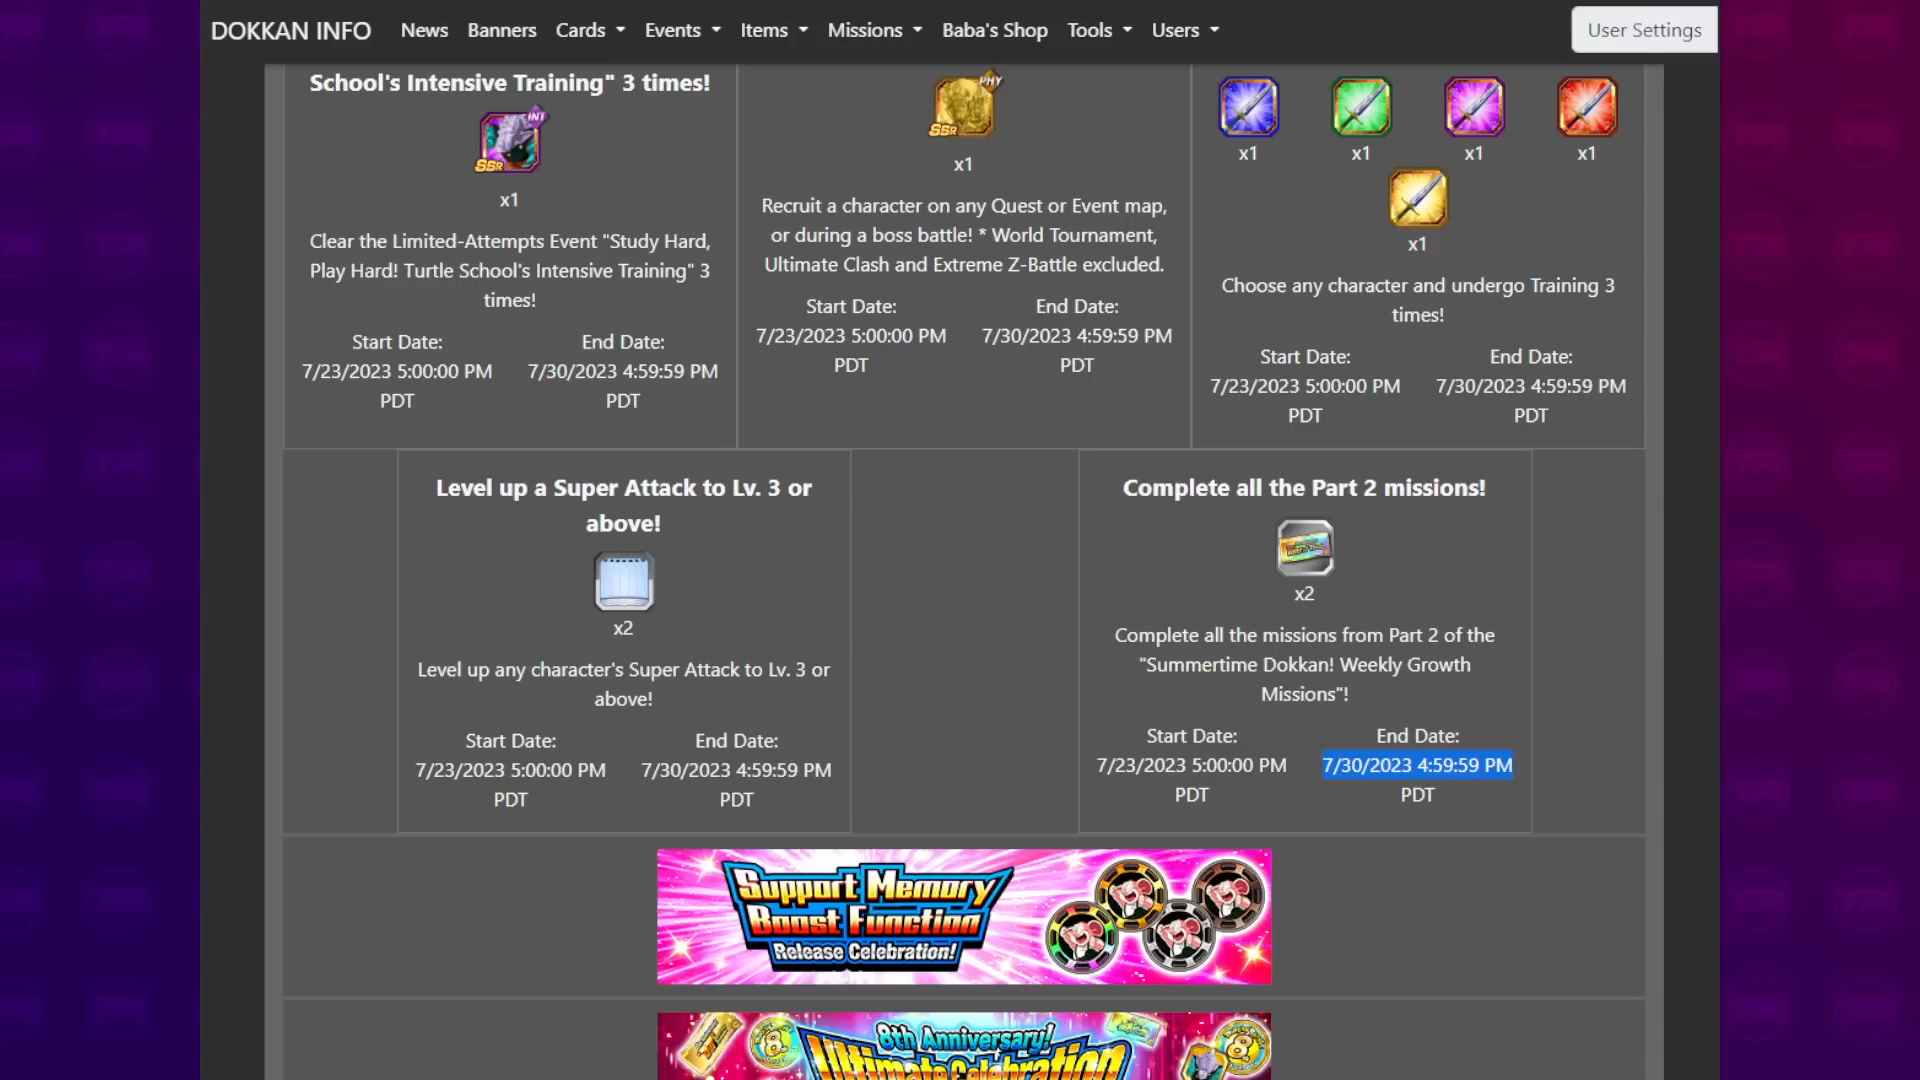 DOKKAN INFO
News
Banners
Cards
Events
Items
Missions
Baba's Shop
Tools
Users
User Settings
School's Intensive Training" 3 times!
INT
SSR
x1
Clear the Limited-Attempts Event "Study Hard,
Play Hard! Turtle School's Intensive Training" 3
times!
Start Date:
7/23/2023 5:00:00 PM
PDT
End Date:
7/30/2023 4:59:59 PM
PDT
PHY
SSR
x1
Recruit a character on any Quest or Event map,
or during a boss battle! * World Tournament,
Ultimate Clash and Extreme Z-Battle excluded.
Start Date:
7/23/2023 5:00:00 PM
PDT
End Date:
7/30/2023 4:59:59 PM
PDT
x1
x1
x1
x1
x1
Choose any character and undergo Training 3
times!
Start Date:
7/23/2023 5:00:00 PM
PDT
End Date:
7/30/2023 4:59:59 PM
PDT
Level up a Super Attack to Lv. 3 or
above!
x2
Level up any character's Super Attack to Lv. 3 or
above!
Start Date:
7/23/2023 5:00:00 PM
PDT
End Date:
7/30/2023 4:59:59 PM
PDT
Complete all the Part 2 missions!
x2
Complete all the missions from Part 2 of the
"Summertime Dokkan! Weekly Growth
Missions"!
Start Date:
7/23/2023 5:00:00 PM
PDT
End Date:
7/30/2023 4:59:59 PM
PDT
Support Memory
Boost Function
Release Celebration!
8th Anniversary!
Ultimate Celebration
8
8